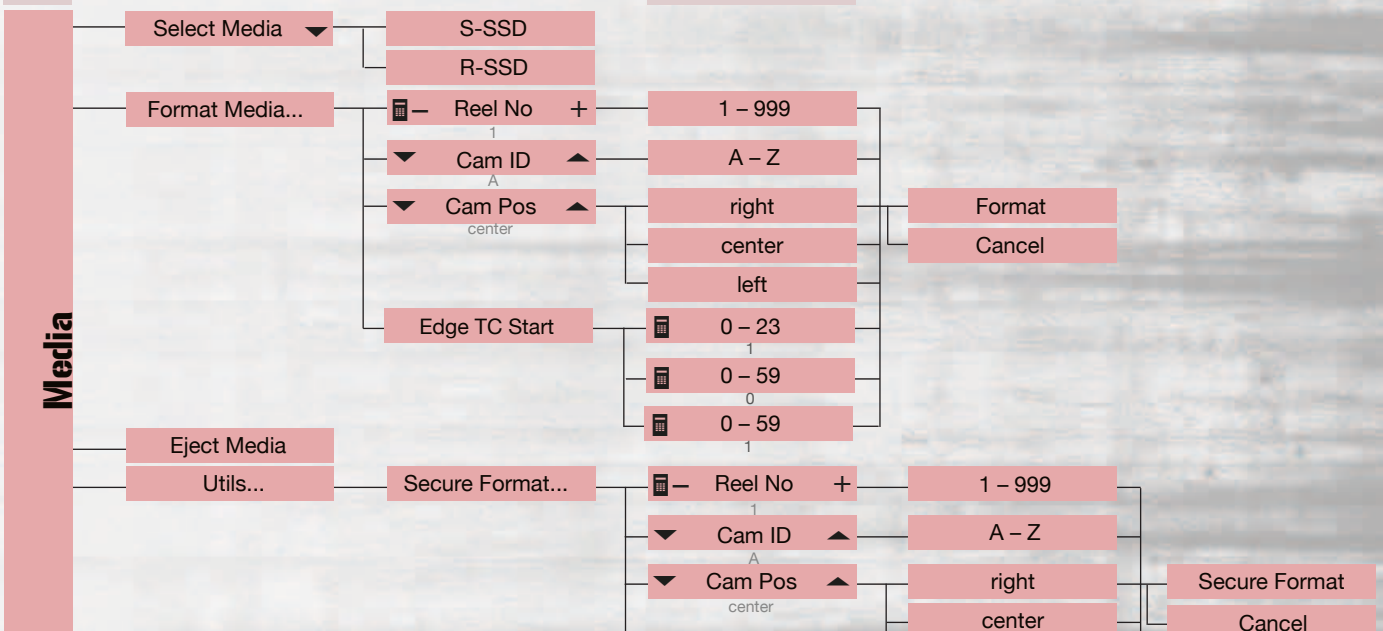 Media
Select Media
S-SSD
R-SSD
Format Media...
– Reel No +
1
1 – 999
Cam ID
A
A – Z
Cam Pos
center
right
center
left
Format
Cancel
Edge TC Start
0 – 23
1
0 – 59
0
0 – 59
1
Eject Media
Utils...
Secure Format...
– Reel No +
1
1 – 999
Cam ID
A
A – Z
Cam Pos
center
right
center
Secure Format
Cancel